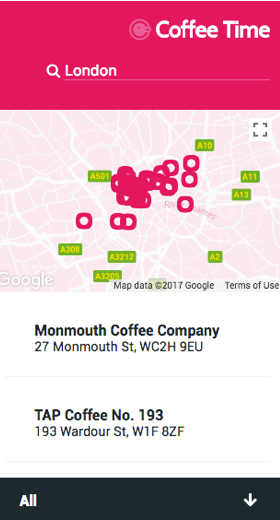 Coffee Time
London
A10
A501
A11
A13
River Thames
A308
A3212
A2
A3205
Google
Map data ©2017 Google Terms of Use
Monmouth Coffee Company
27 Monmouth St, WC2H 9EU
TAP Coffee No. 193
193 Wardour St, W1F 8ZF
All